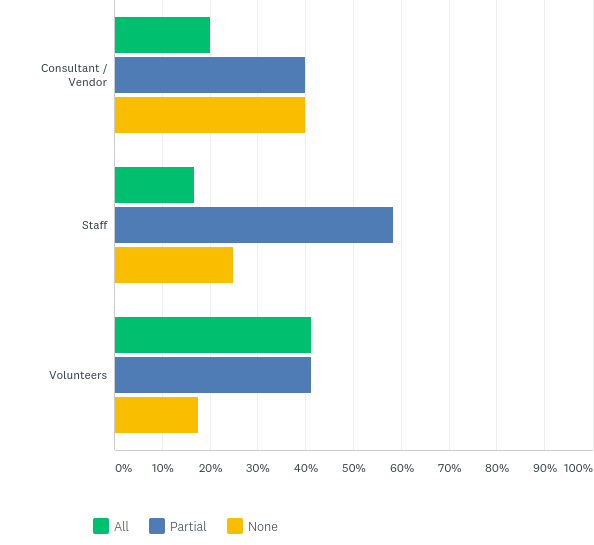 Consultant /
Vendor
Staff
Volunteers
0% 10% 20% 30% 40% 50% 60% 70% 80% 90% 100%
All Partial None